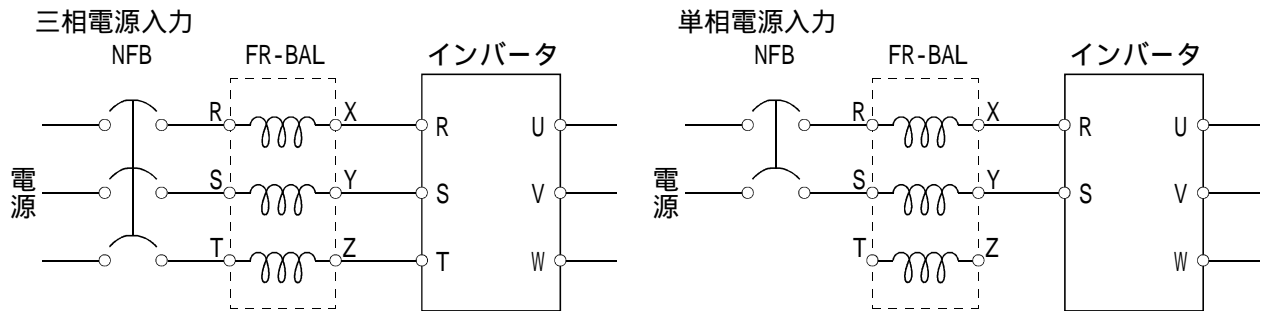 三相電源入力
NFB FR-BAL インバータ
R X R U
電源
S Y S V
T Z T W
単相電源入力
NFB FR-BAL インバータ
R X R U
電源
S Y S V
T Z W